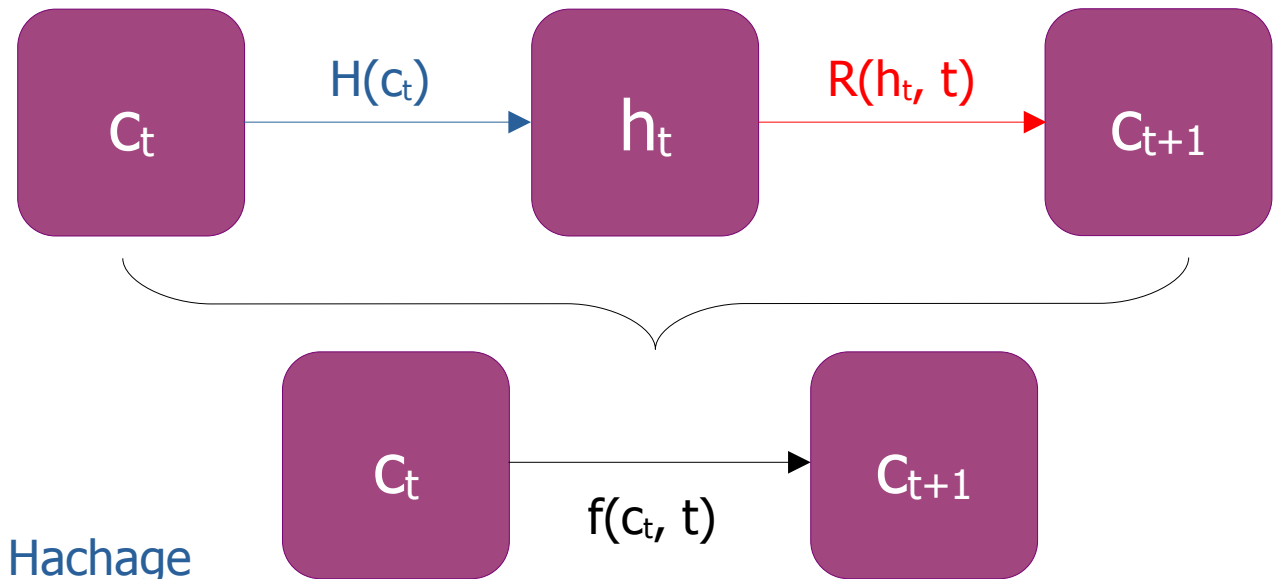 H(cₜ)
R(hₜ, t)
cₜ
hₜ
cₜ₊₁
cₜ
cₜ₊₁
f(cₜ, t)
Hachage